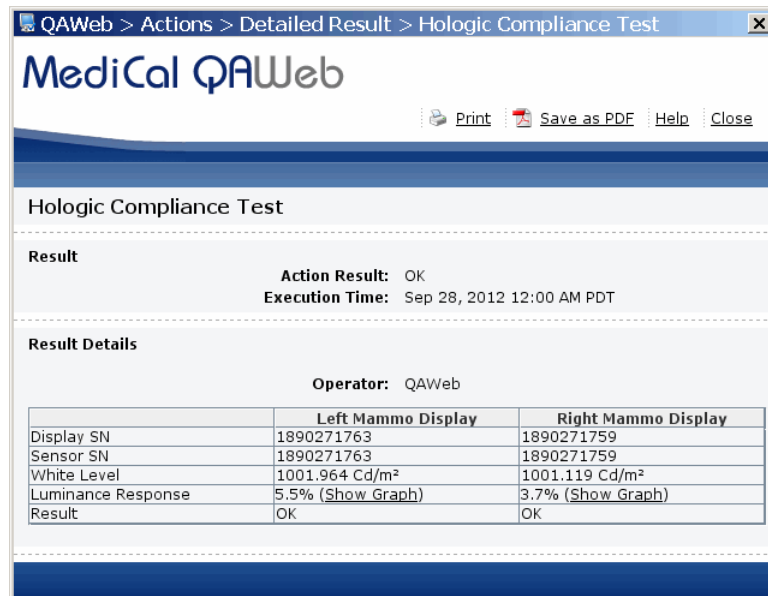 QAWeb > Actions > Detailed Result > Hologic Compliance Test
MediCal QAWeb
Print Save as PDF Help Close
Hologic Compliance Test
Result
Action Result: OK
Execution Time: Sep 28, 2012 12:00 AM PDT
Result Details
Operator: QAWeb
Left Mammo Display Right Mammo Display
Display SN 1890271763 1890271759
Sensor SN 1890271763 1890271759
White Level 1001.964 Cd/m² 1001.119 Cd/m²
Luminance Response 5.5% (Show Graph) 3.7% (Show Graph)
Result OK OK